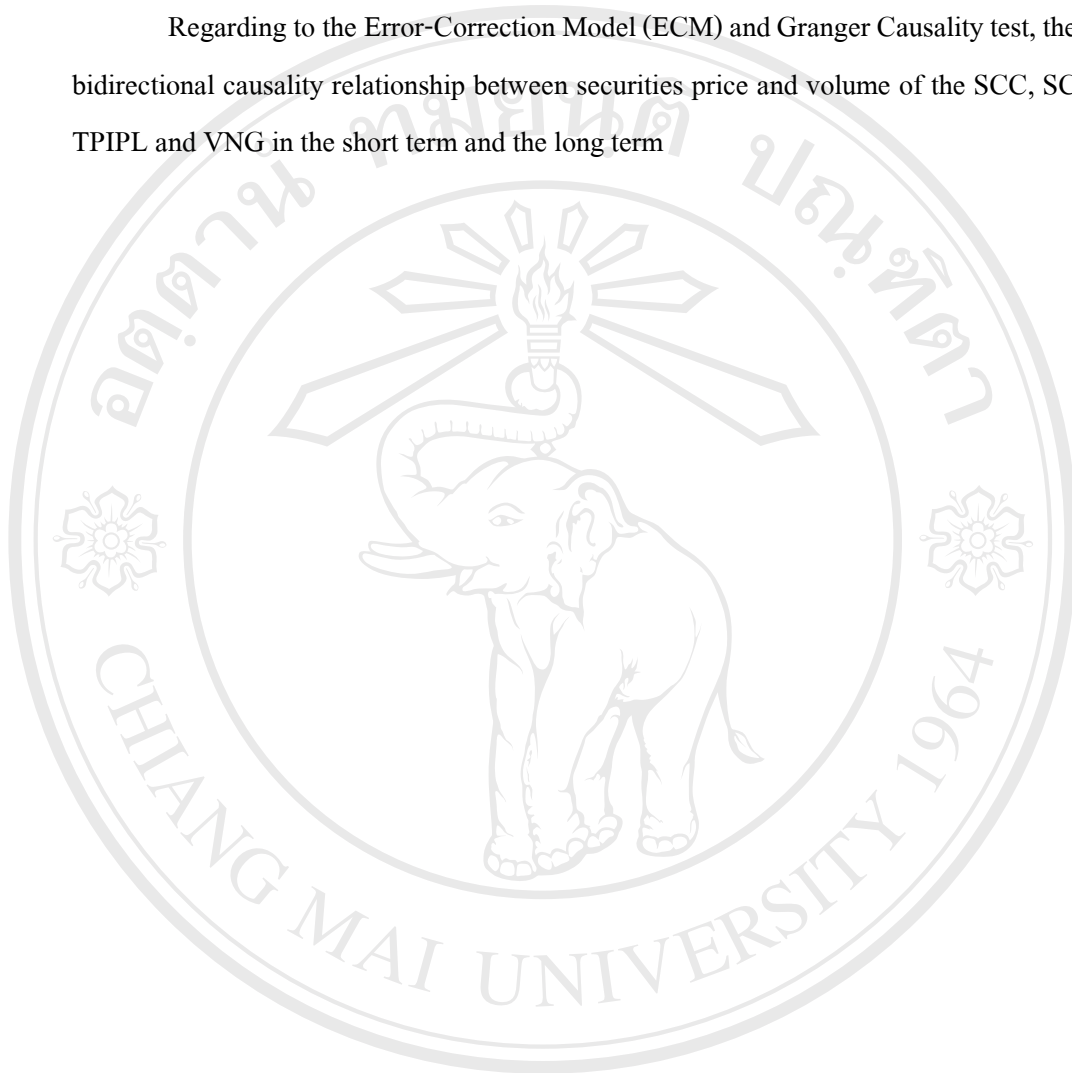 Regarding to the Error-Correction Model (ECM) and Granger Causality test, the
bidirectional causality relationship between securities price and volume of the SCC,
TPIPL and VNG in the short term and the long term
CHIANG MAI UNIVERSITY 1964